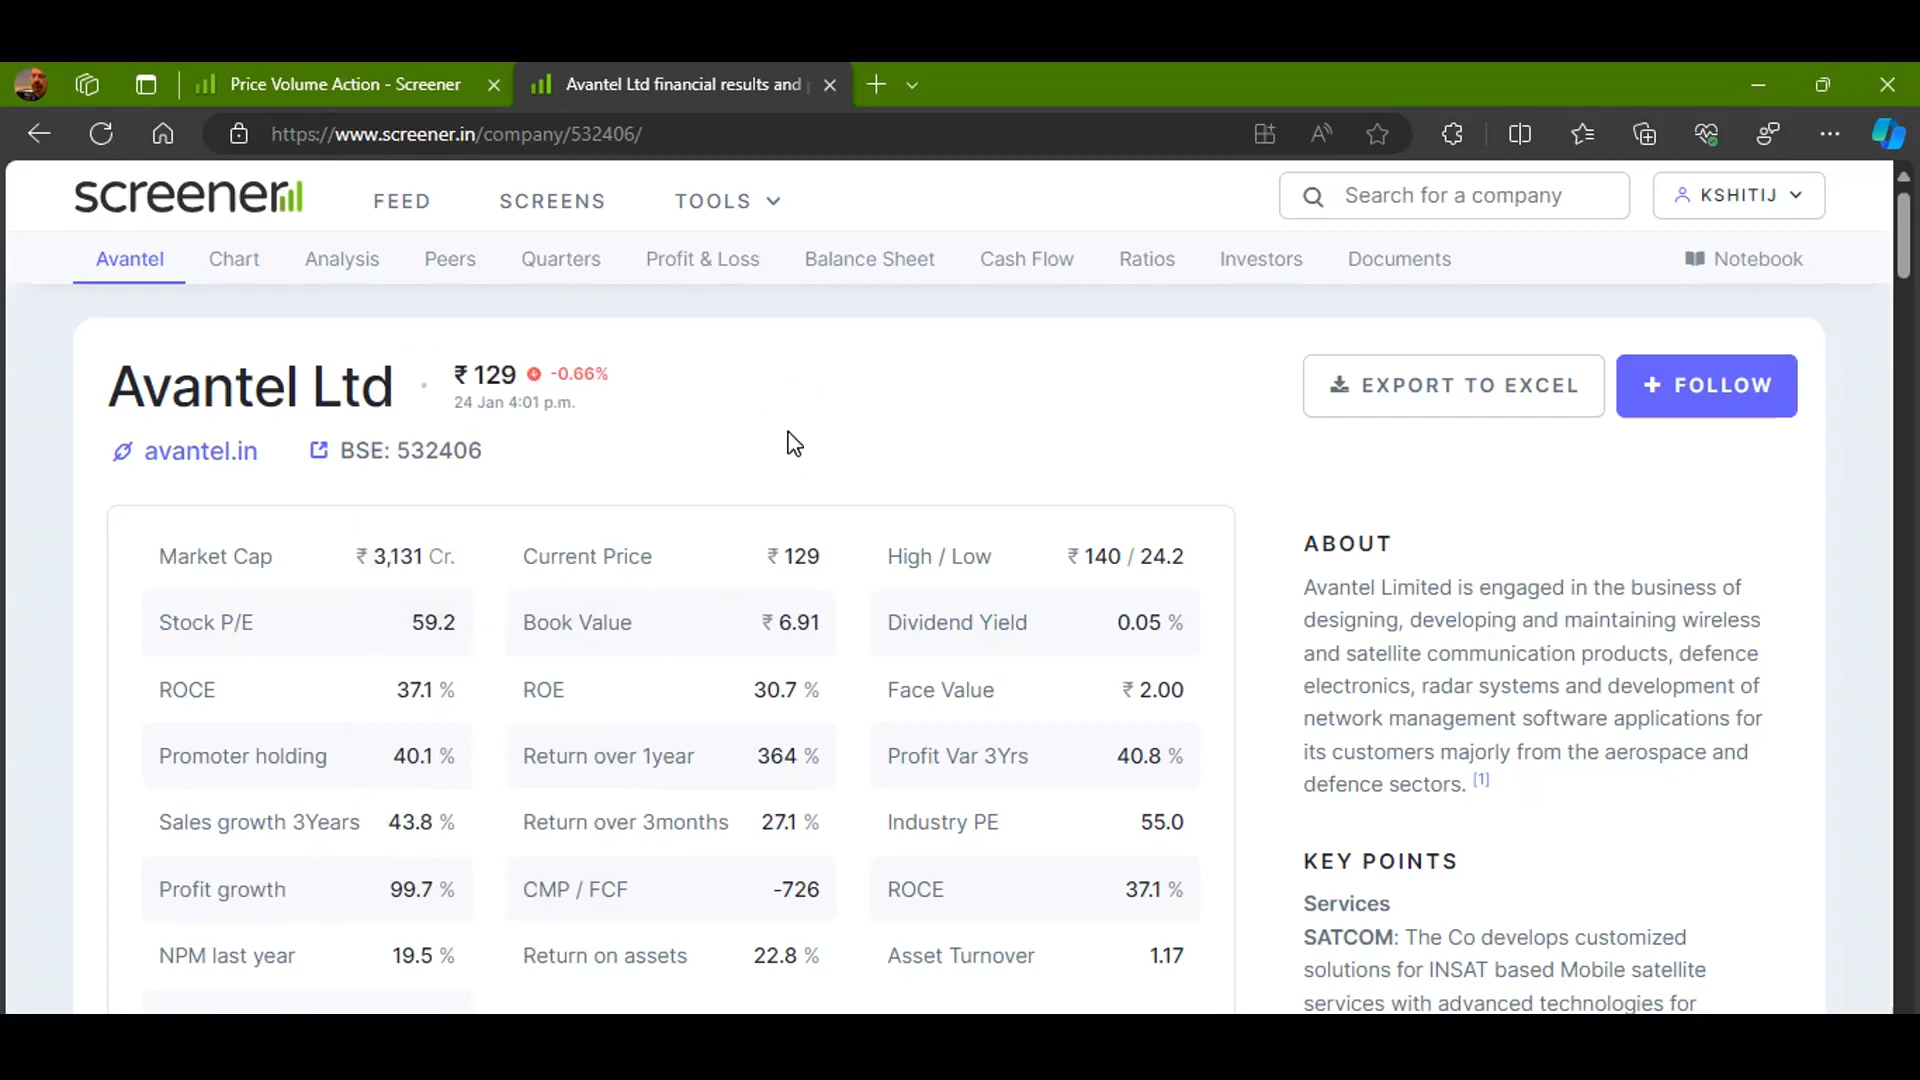 Price Volume Action - Screener
Avantel Ltd financial results and
https://www.screener.in/company/532406/
screener
FEED
SCREENS
TOOLS
Search for a company
KSHITIJ
Avantel
Chart
Analysis
Peers
Quarters
Profit & Loss
Balance Sheet
Cash Flow
Ratios
Investors
Documents
Notebook
Avantel Ltd
₹ 129 -0.66%
24 Jan 4:01 p.m.
EXPORT TO EXCEL
+ FOLLOW
avantel.in
BSE: 532406
Market Cap ₹ 3,131 Cr.
Current Price ₹ 129
High / Low ₹ 140 / 24.2
Stock P/E 59.2
Book Value ₹ 6.91
Dividend Yield 0.05 %
ROCE 37.1 %
ROE 30.7 %
Face Value ₹ 2.00
Promoter holding 40.1 %
Return over 1year 364 %
Profit Var 3Yrs 40.8 %
Sales growth 3Years 43.8 %
Return over 3months 27.1 %
Industry PE 55.0
Profit growth 99.7 %
CMP / FCF -726
ROCE 37.1 %
NPM last year 19.5 %
Return on assets 22.8 %
Asset Turnover 1.17
ABOUT
Avantel Limited is engaged in the business of
designing, developing and maintaining wireless
and satellite communication products, defence
electronics, radar systems and development of
network management software applications for
its customers majorly from the aerospace and
defence sectors. [1]
KEY POINTS
Services
SATCOM: The Co develops customized
solutions for INSAT based Mobile satellite
services with advanced technologies for